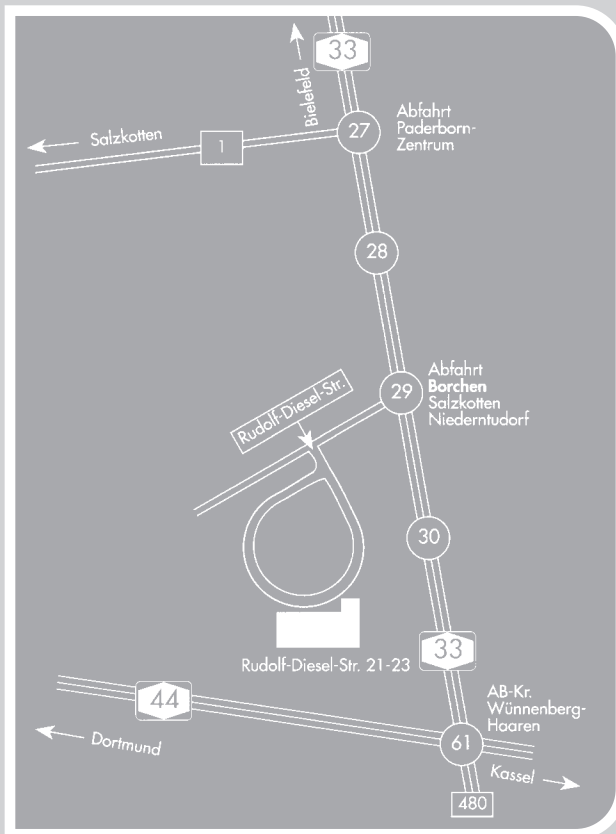 33
Bielefeld
Abfahrt
Paderborn-
Zentrum
27
Salzkotten
1
28
Abfahrt
Borchen
Salzkotten
Niederntudorf
29
Rudolf-Diesel-Str.
30
33
Rudolf-Diesel-Str. 21-23
AB-Kr.
Wünnenberg-
Haaren
44
Dortmund
61
Kassel
480